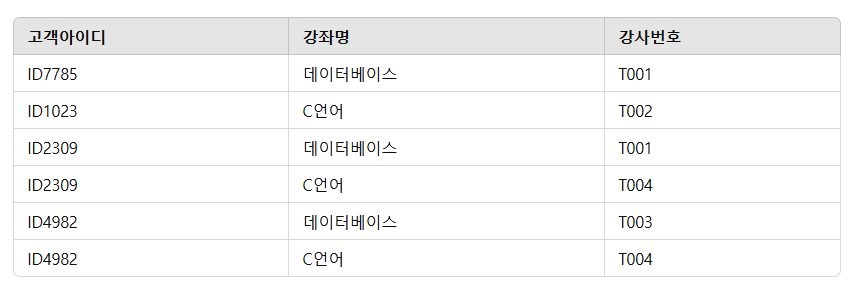 고객아이디 강좌명 강사번호
ID7785 데이터베이스 T001
ID1023 C언어 T002
ID2309 데이터베이스 T001
ID2309 C언어 T004
ID4982 데이터베이스 T003
ID4982 C언어 T004